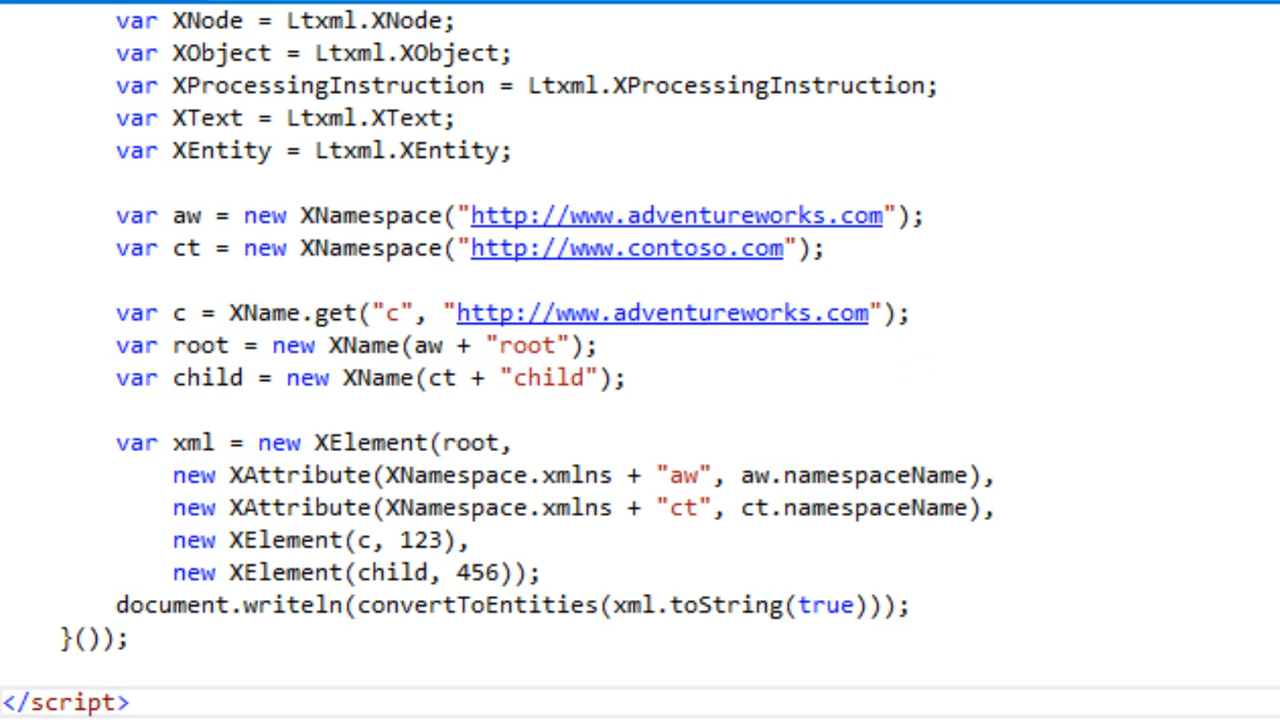 var XNode = Ltxml.XNode;
var XObject = Ltxml.XObject;
var XProcessingInstruction = Ltxml.XProcessingInstruction;
var XText = Ltxml.XText;
var XEntity = Ltxml.XEntity;
var aw = new XNamespace("http://www.adventureworks.com");
var ct = new XNamespace("http://www.contoso.com");
var c = XName.get("c", "http://www.adventureworks.com");
var root = new XName(aw + "root");
var child = new XName(ct + "child");
var xml = new XElement(root,
new XAttribute(XNamespace.xmlns + "aw", aw.namespaceName),
new XAttribute(XNamespace.xmlns + "ct", ct.namespaceName),
new XElement(c, 123),
new XElement(child, 456));
document.writeln(convertToEntities(xml.toString(true)));
}());
</script>